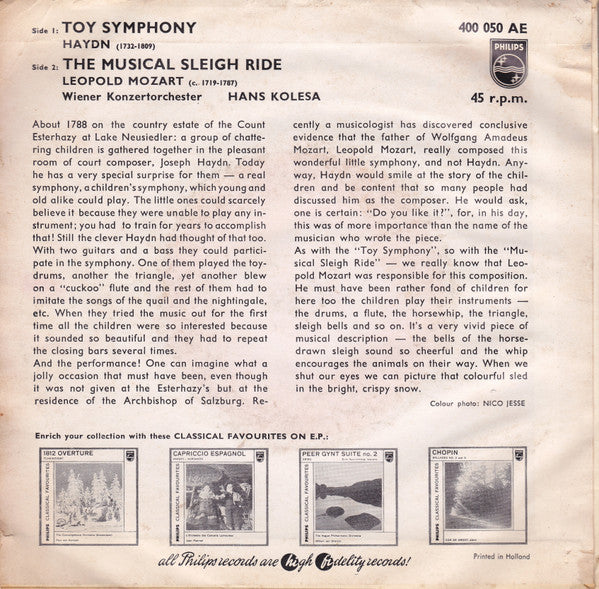 Side 1: TOY SYMPHONY
HAYDN (1732-1809)
Side 2: THE MUSICAL SLEIGH RIDE
LEOPOLD MOZART (c. 1719-1787)
Wiener Konzertorchester HANS KOLESA
400 050 AE
PHILIPS
45 r.p.m.
About 1788 on the country estate of the Count
Esterhazy at Lake Neusiedler: a group of chatte-
ring children is gathered together in the pleasant
room of court composer, Joseph Haydn. Today
he has a very special surprise for them — a real
symphony, a children's symphony, which young and
old alike could play. The little ones could scarcely
believe it because they were unable to play any in-
strument; you had to train for years to accomplish
that! Still the clever Haydn had thought of that too.
With two guitars and a bass they could partici-
pate in the symphony. One of them played the toy-
drums, another the triangle, yet another blew
on a "cuckoo" flute and the rest of them had to
imitate the songs of the quail and the nightingale,
etc. When they tried the music out for the first
time all the children were so interested because
it sounded so beautiful and they had to repeat
the closing bars several times.
And the performance! One can imagine what a
jolly occasion that must have been, even though
it was not given at the Esterhazy's but at the
residence of the Archbishop of Salzburg. Re-
cently a musicologist has discovered conclusive
evidence that the father of Wolfgang Amadeus
Mozart, Leopold Mozart, really composed this
wonderful little symphony, and not Haydn. Any-
way, Haydn would smile at the story of the chil-
dren and be content that so many people had
discussed him as the composer. He would ask,
one is certain: "Do you like it?", for, in his day,
this was of more importance than the name of the
musician who wrote the piece.
As with the "Toy Symphony", so with the "Mu-
sical Sleigh Ride" — we really know that Leo-
pold Mozart was responsible for this composition.
He must have been rather fond of children for
here too the children play their instruments —
the drums, a flute, the horsewhip, the triangle,
sleigh bells and so on. It's a very vivid piece of
musical description — the bells of the horse-
drawn sleigh sound so cheerful and the whip
encourages the animals on their way. When we
shut our eyes we can picture that colourful sled
in the bright, crispy snow.
Colour photo: NICO JESSE
Enrich your collection with these CLASSICAL FAVOURITES ON E.P.:
1812 OVERTURE
PHILIPS CLASSICAL FAVOURITES
CAPRICCIO ESPAGNOL
PHILIPS CLASSICAL FAVOURITES
PEER GYNT SUITE no. 2
PHILIPS CLASSICAL FAVOURITES
CHOPIN
PHILIPS CLASSICAL FAVOURITES
all Philips records are high fidelity records!
Printed in Holland